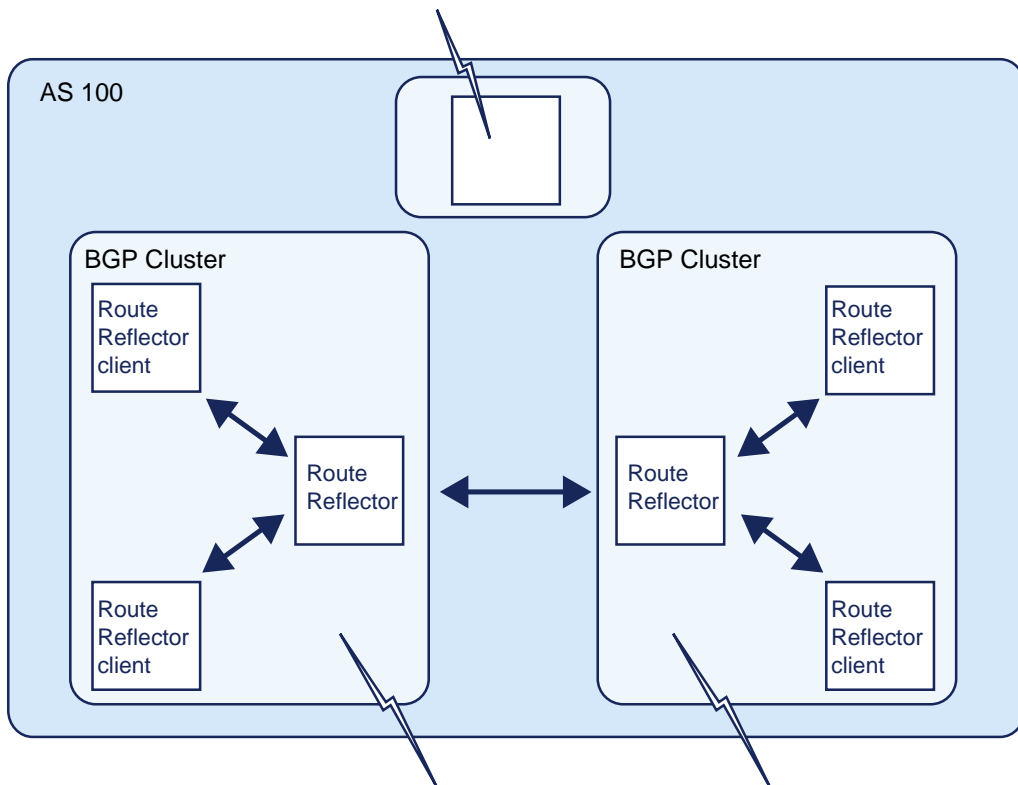 AS 100
BGP Cluster
Route
Reflector
client
Route
Reflector
Route
Reflector
client
BGP Cluster
Route
Reflector
client
Route
Reflector
Route
Reflector
client